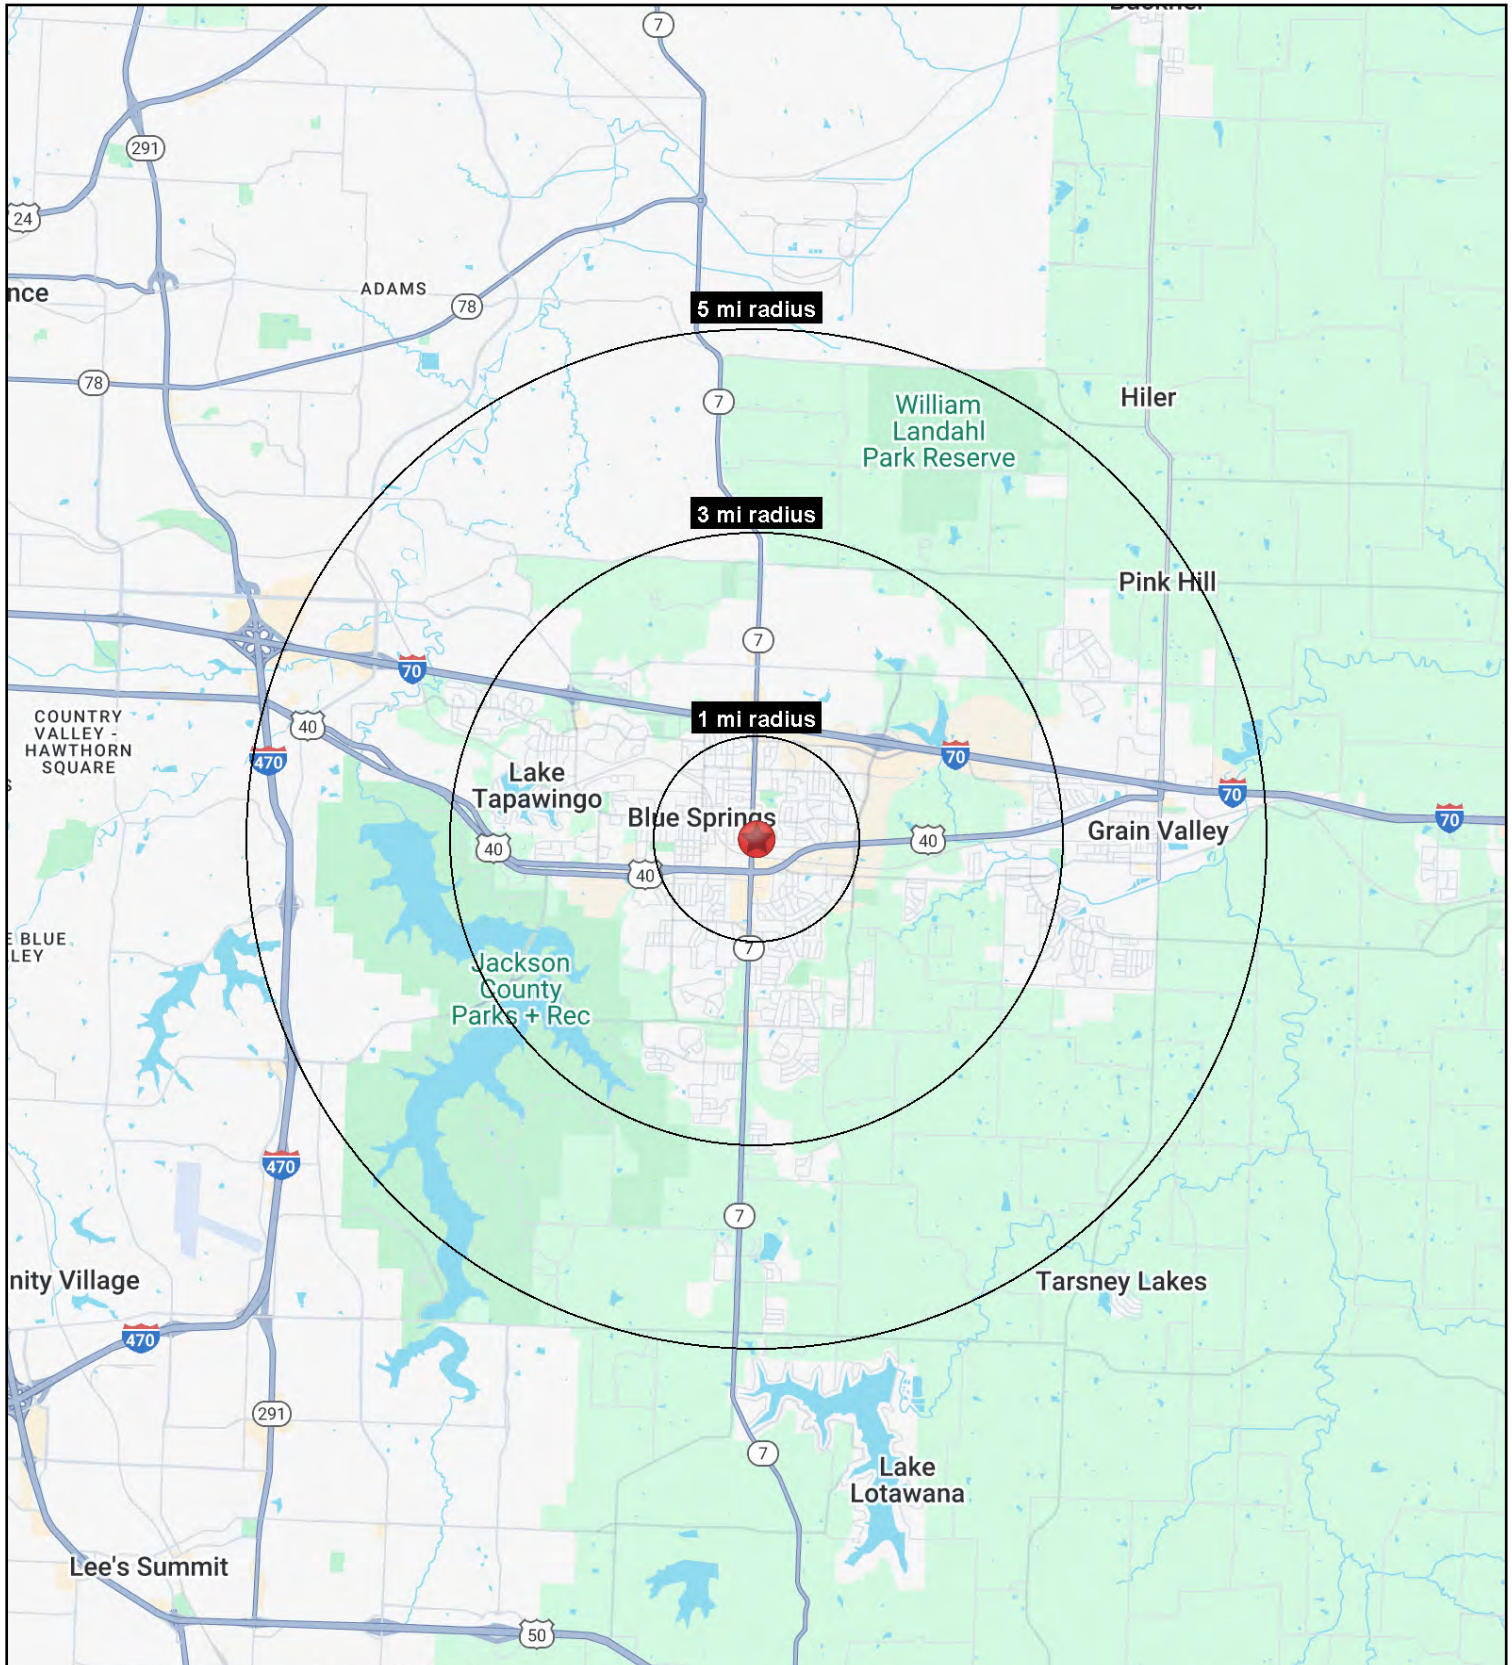 7
291
24
nce
ADAMS
78
5 mi radius
78
7
William
Landahl
Park Reserve
Hiler
3 mi radius
Pink Hill
7
70
1 mi radius
40
COUNTRY
VALLEY -
HAWTHORN
SQUARE
470
70
Lake
Tapawingo
70
Blue Springs
40
40
40
Grain Valley
70
E BLUE
LEY
7
Jackson
County
Parks + Rec
470
7
nity Village
Tarsney Lakes
470
291
7
Lake
Lotawana
Lee's Summit
50